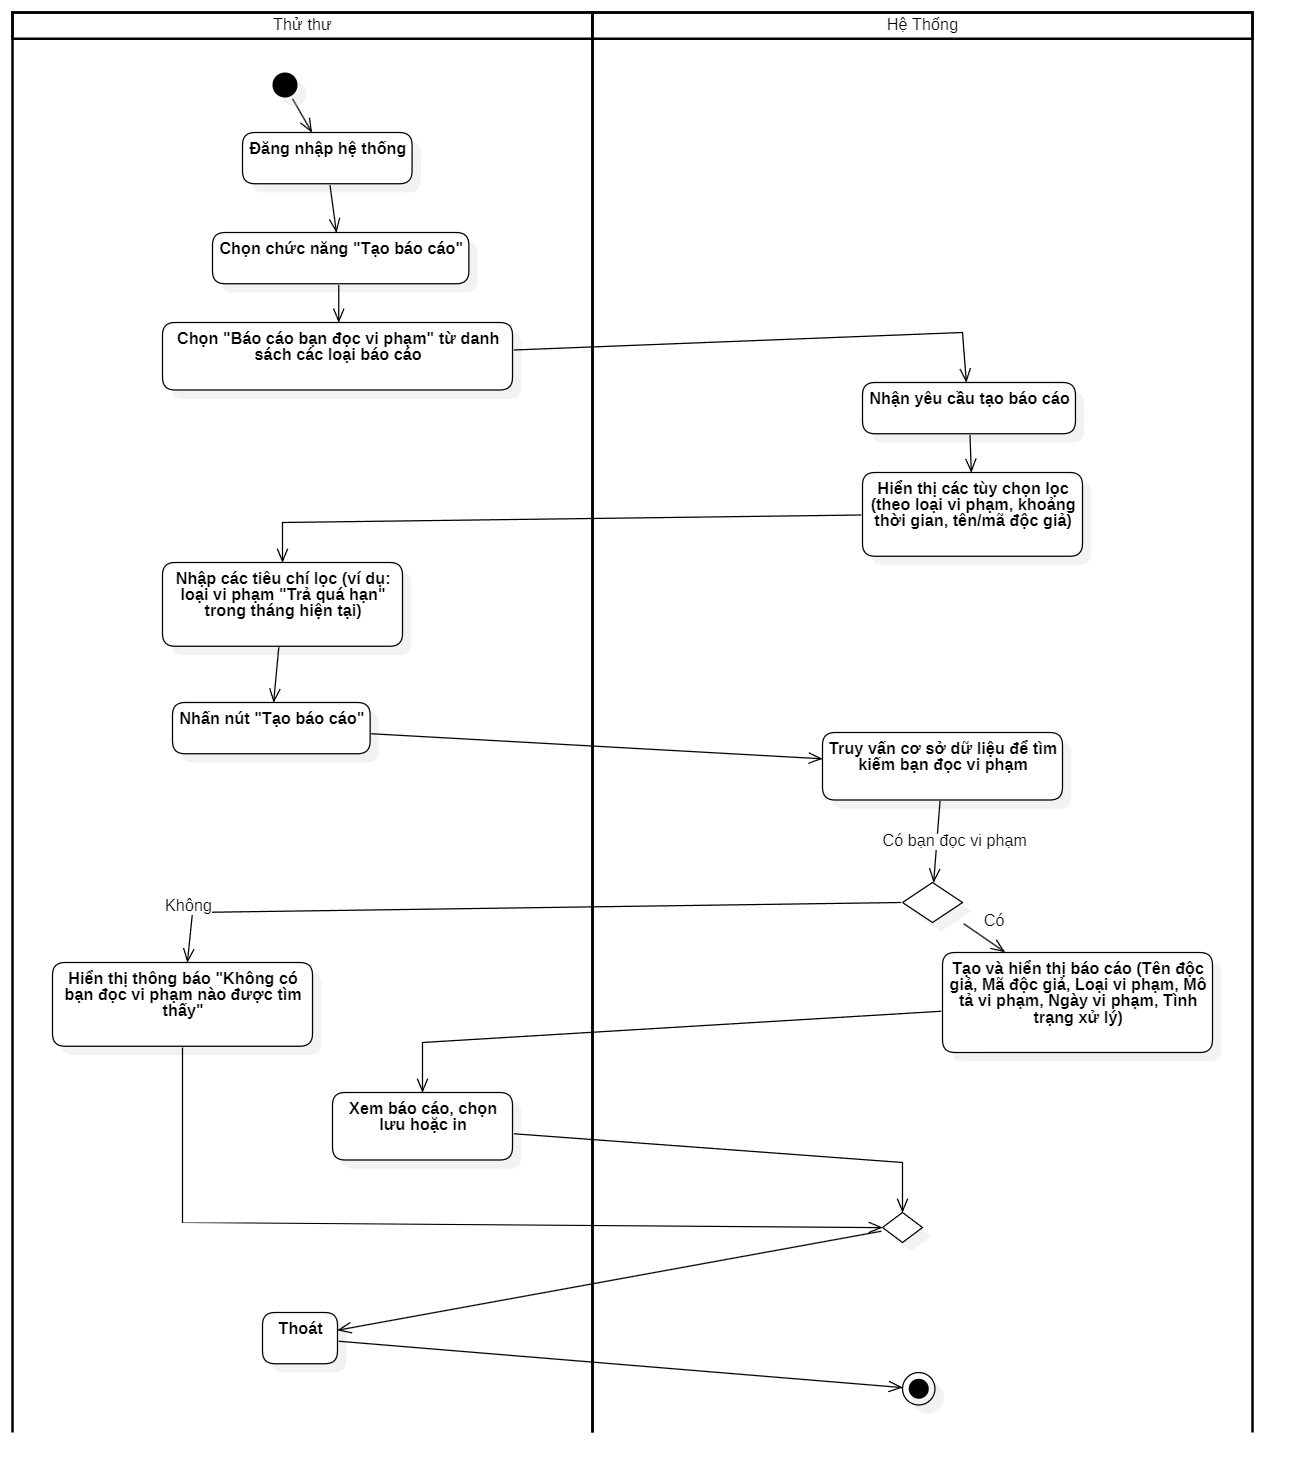 Thử thư
Hệ Thống
Đăng nhập hệ thống
Chọn chức năng "Tạo báo cáo"
Chọn "Báo cáo bạn đọc vi phạm" từ danh
sách các loại báo cáo
Nhận yêu cầu tạo báo cáo
Hiển thị các tùy chọn lọc
(theo loại vi phạm, khoảng
thời gian, tên/mã độc giả)
Nhập các tiêu chí lọc (ví dụ:
loại vi phạm "Trả quá hạn"
trong tháng hiện tại)
Nhấn nút "Tạo báo cáo"
Truy vấn cơ sở dữ liệu để tìm
kiếm bạn đọc vi phạm
Có bạn đọc vi phạm
Không
Có
Hiển thị thông báo "Không có
bạn đọc vi phạm nào được tìm
thấy"
Tạo và hiển thị báo cáo (Tên độc
giả, Mã độc giả, Loại vi phạm, Mô
tả vi phạm, Ngày vi phạm, Tình
trạng xử lý)
Xem báo cáo, chọn
lưu hoặc in
Thoát